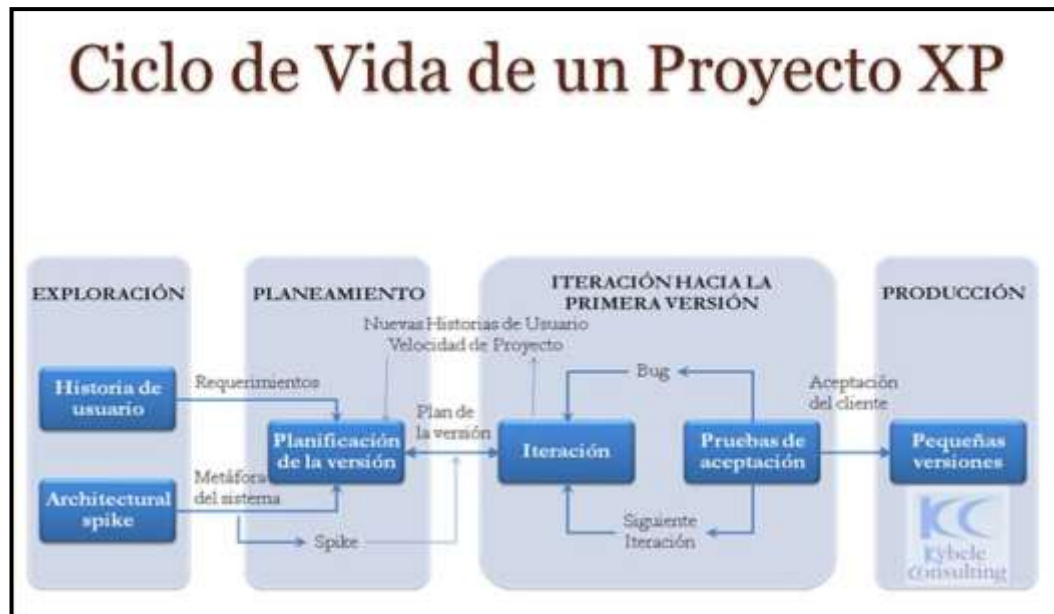 Ciclo de Vida de un Proyecto XP
EXPLORACIÓN
Historia de
usuario
Architectural
spike
Requerimientos
Metáfora
del sistema
Spike
PLANEAMIENTO
Planificación
de la versión
Nuevas Historias de Usuario
Velocidad de Proyecto
Plan de
la versión
ITERACIÓN HACIA LA
PRIMERA VERSIÓN
Iteración
Bug
Pruebas de
aceptación
Siguiente
Iteración
Aceptación
del cliente
PRODUCCIÓN
Pequeñas
versiones
KC
Kybele
Consulting